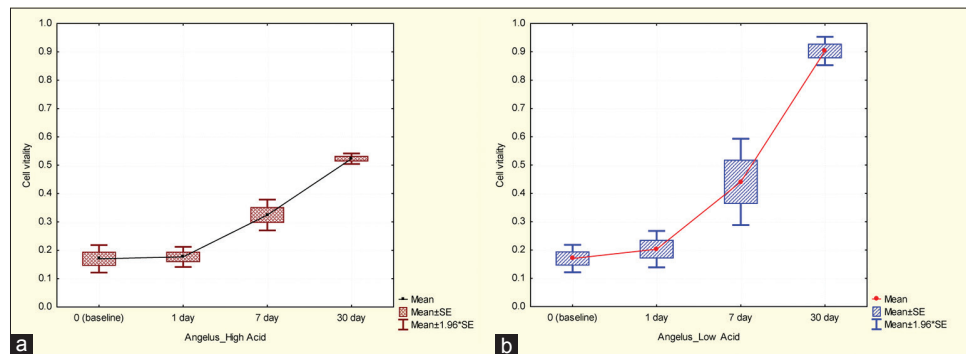 1.0
0.9
0.8
0.7
0.6
0.5
0.4
0.3
0.2
0.1
0.0
Cell vitality
0 (baseline) 1 day 7 day 30 day
Angelus_High Acid
Mean
Mean±SE
Mean±1.96*SE
a
1.0
0.9
0.8
0.7
0.6
0.5
0.4
0.3
0.2
0.1
0.0
Cell vitality
0 (baseline) 1 day 7 day 30 day
Angelus_Low Acid
Mean
Mean±SE
Mean±1.96*SE
b